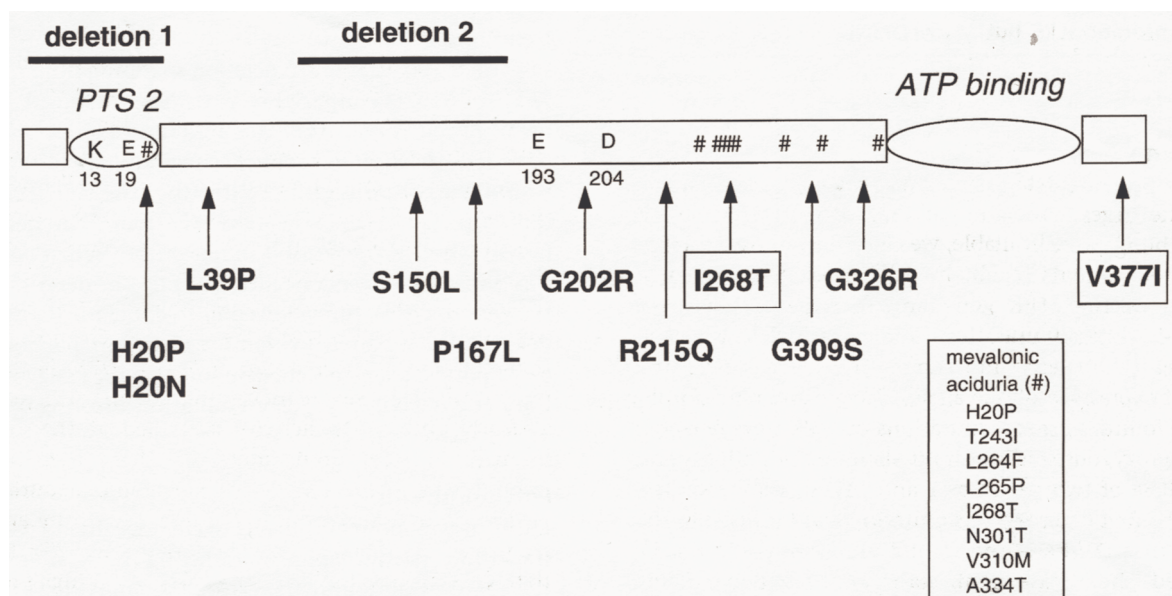 deletion 1
deletion 2
PTS 2
ATP binding
K E # E D # ### # # #
13 19 193 204
L39P S150L G202R I268T G326R V377I
H20P P167L R215Q G309S
H20N
mevalonic
aciduria (#)
H20P
T243I
L264F
L265P
I268T
N301T
V310M
A334T